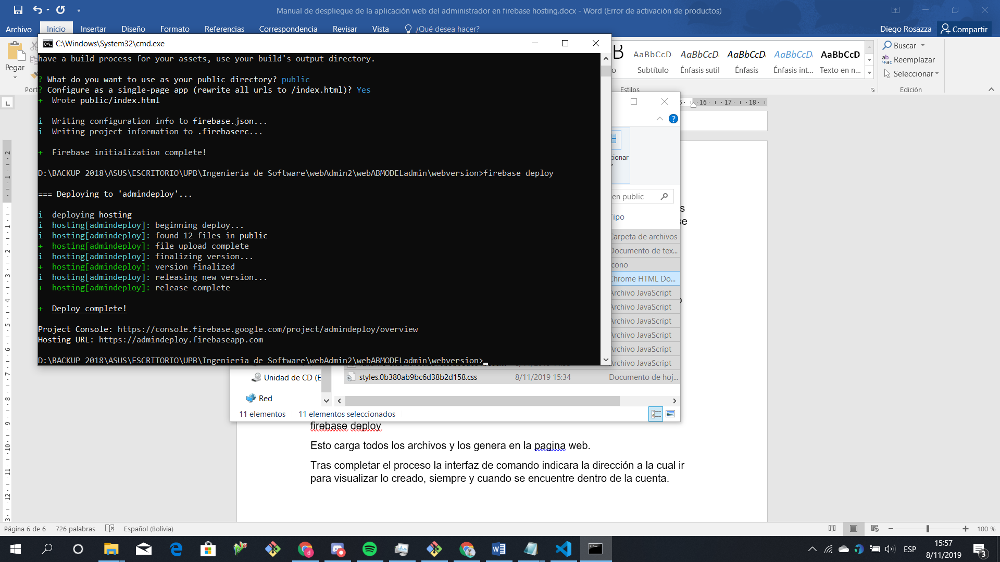 Manual de despliegue de la aplicación web del administrador en firebase hosting.docx - Word (Error de activación de productos)
Archivo Inicio Insertar Diseño Formato Referencias Correspondencia Revisar Vista ¿Qué desea hacer? Diego Rosazza Compartir
C:\Windows\System32\cmd.exe
Pegar
AaBbCcD AaBbCcD AaBbCcD AaBbCcD AaBbCcD
Subtítulo Énfasis sutil Énfasis Énfasis int... Texto en n...
Estilos
Buscar
Reemplazar
Seleccionar
Edición
16 17 18
have a build process for your assets, use your build's output directory.
? What do you want to use as your public directory? public
? Configure as a single-page app (rewrite all urls to /index.html)? Yes
+ Wrote public/index.html
i Writing configuration info to firebase.json...
i Writing project information to .firebaserc...
+ Firebase initialization complete!
D:\BACKUP 2018\ASUS\ESCRITORIO\UPB\Ingenieria de Software\webAdmin2\webABMODELadmin\webversion>firebase deploy
=== Deploying to 'admindeploy'...
i deploying hosting
i hosting[admindeploy]: beginning deploy...
i hosting[admindeploy]: found 12 files in public
+ hosting[admindeploy]: file upload complete
i hosting[admindeploy]: finalizing version...
+ hosting[admindeploy]: version finalized
i hosting[admindeploy]: releasing new version...
+ hosting[admindeploy]: release complete
+ Deploy complete!
Project Console: https://console.firebase.google.com/project/admindeploy/overview
Hosting URL: https://admindeploy.firebaseapp.com
D:\BACKUP 2018\ASUS\ESCRITORIO\UPB\Ingenieria de Software\webAdmin2\webABMODELadmin\webversion>
cionar
en public
Tipo
Carpeta de archivos
Documento de tex...
Icono
Chrome HTML Do...
Archivo JavaScript
Archivo JavaScript
Archivo JavaScript
Archivo JavaScript
Archivo JavaScript
Archivo JavaScript
styles.0b380ab9bc6d38b2d158.css 8/11/2019 15:34 Documento de hoj...
Unidad de CD (E
Red
11 elementos 11 elementos seleccionados
firebase deploy
Esto carga todos los archivos y los genera en la pagina web.
Tras completar el proceso la interfaz de comando indicara la dirección a la cual ir
para visualizar lo creado, siempre y cuando se encuentre dentro de la cuenta.
Página 6 de 6 726 palabras Español (Bolivia) 100 %
ESP
15:57
8/11/2019
3